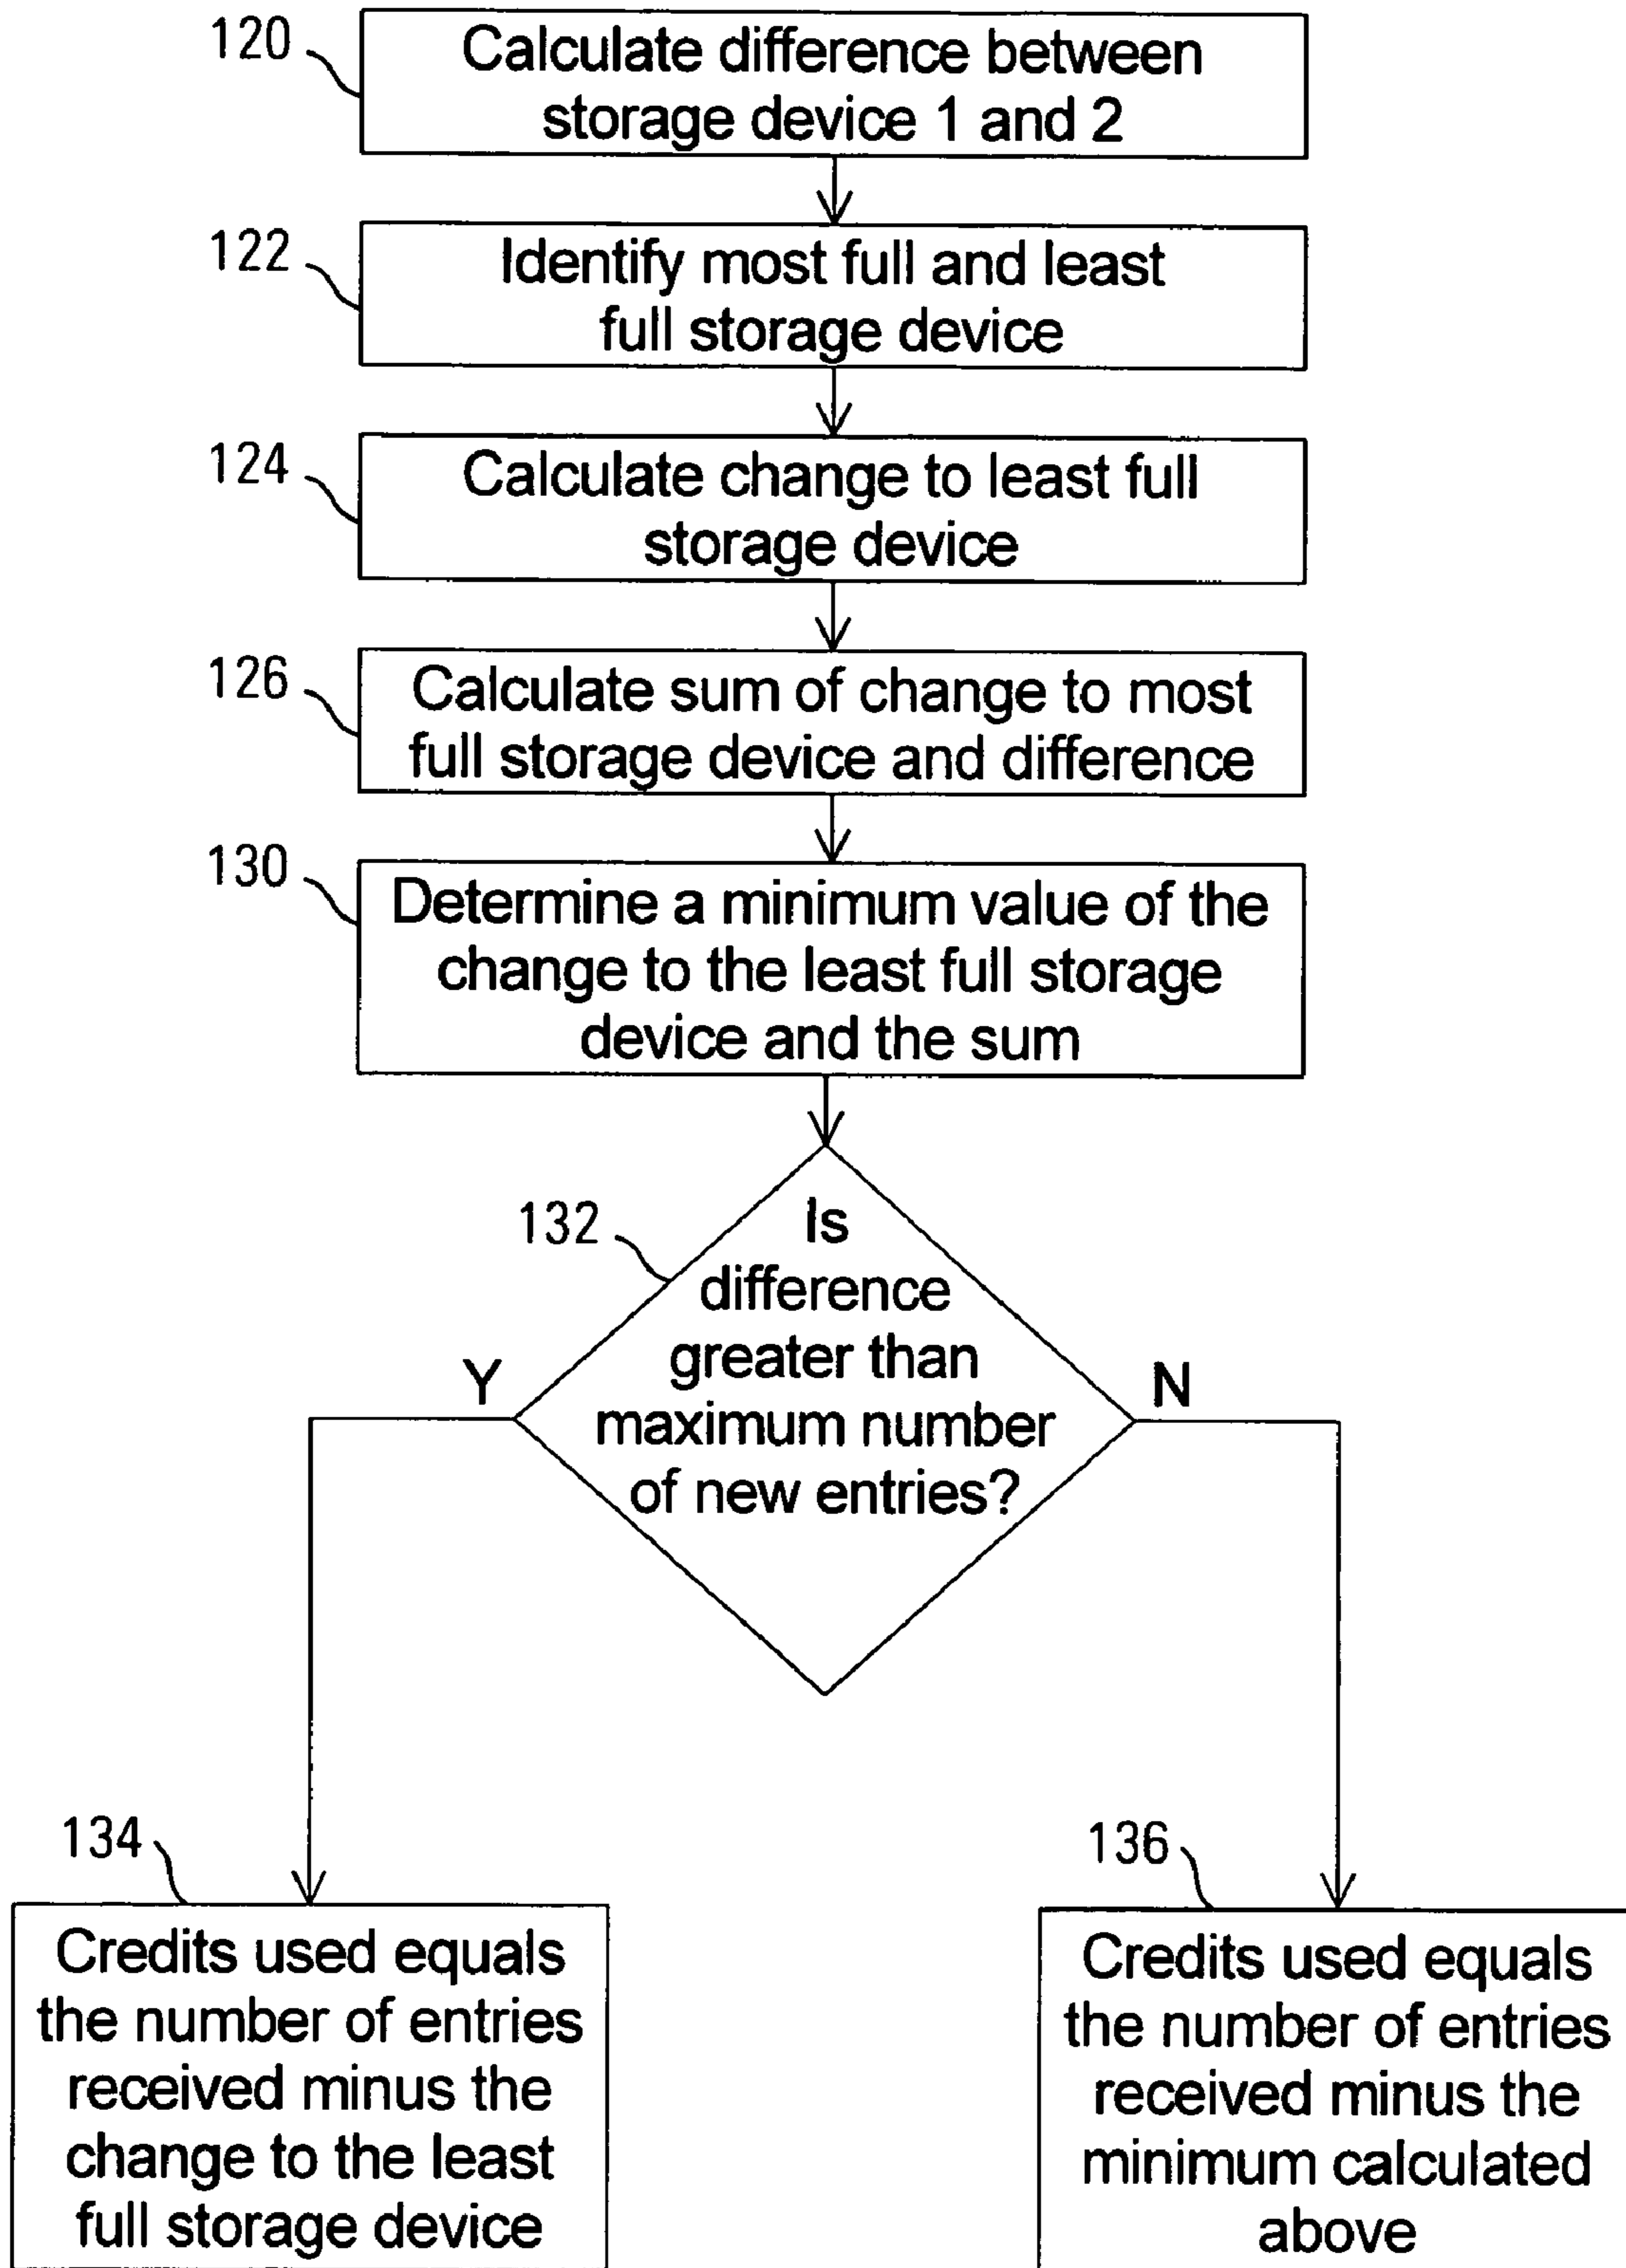 120
Calculate difference between
storage device 1 and 2
122
Identify most full and least
full storage device
124
Calculate change to least full
storage device
126
Calculate sum of change to most
full storage device and difference
130
Determine a minimum value of the
change to the least full storage
device and the sum
132
Is
difference
greater than
maximum number
of new entries?
Y
N
134
Credits used equals
the number of entries
received minus the
change to the least
full storage device
136
Credits used equals
the number of entries
received minus the
minimum calculated
above